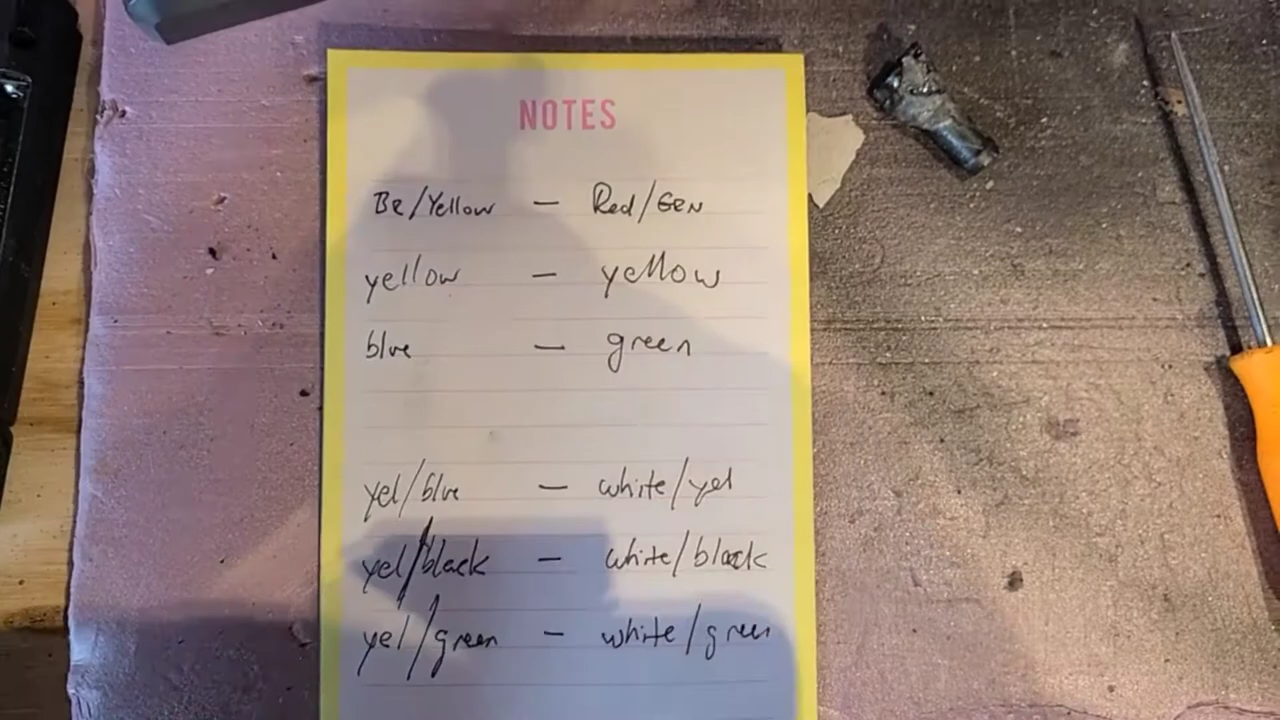 NOTES
Be/Yellow — Red/GEN
yellow — yellow
blue — green
yel/blue — white/yel
yel/black — white/black
yel/green — white/green